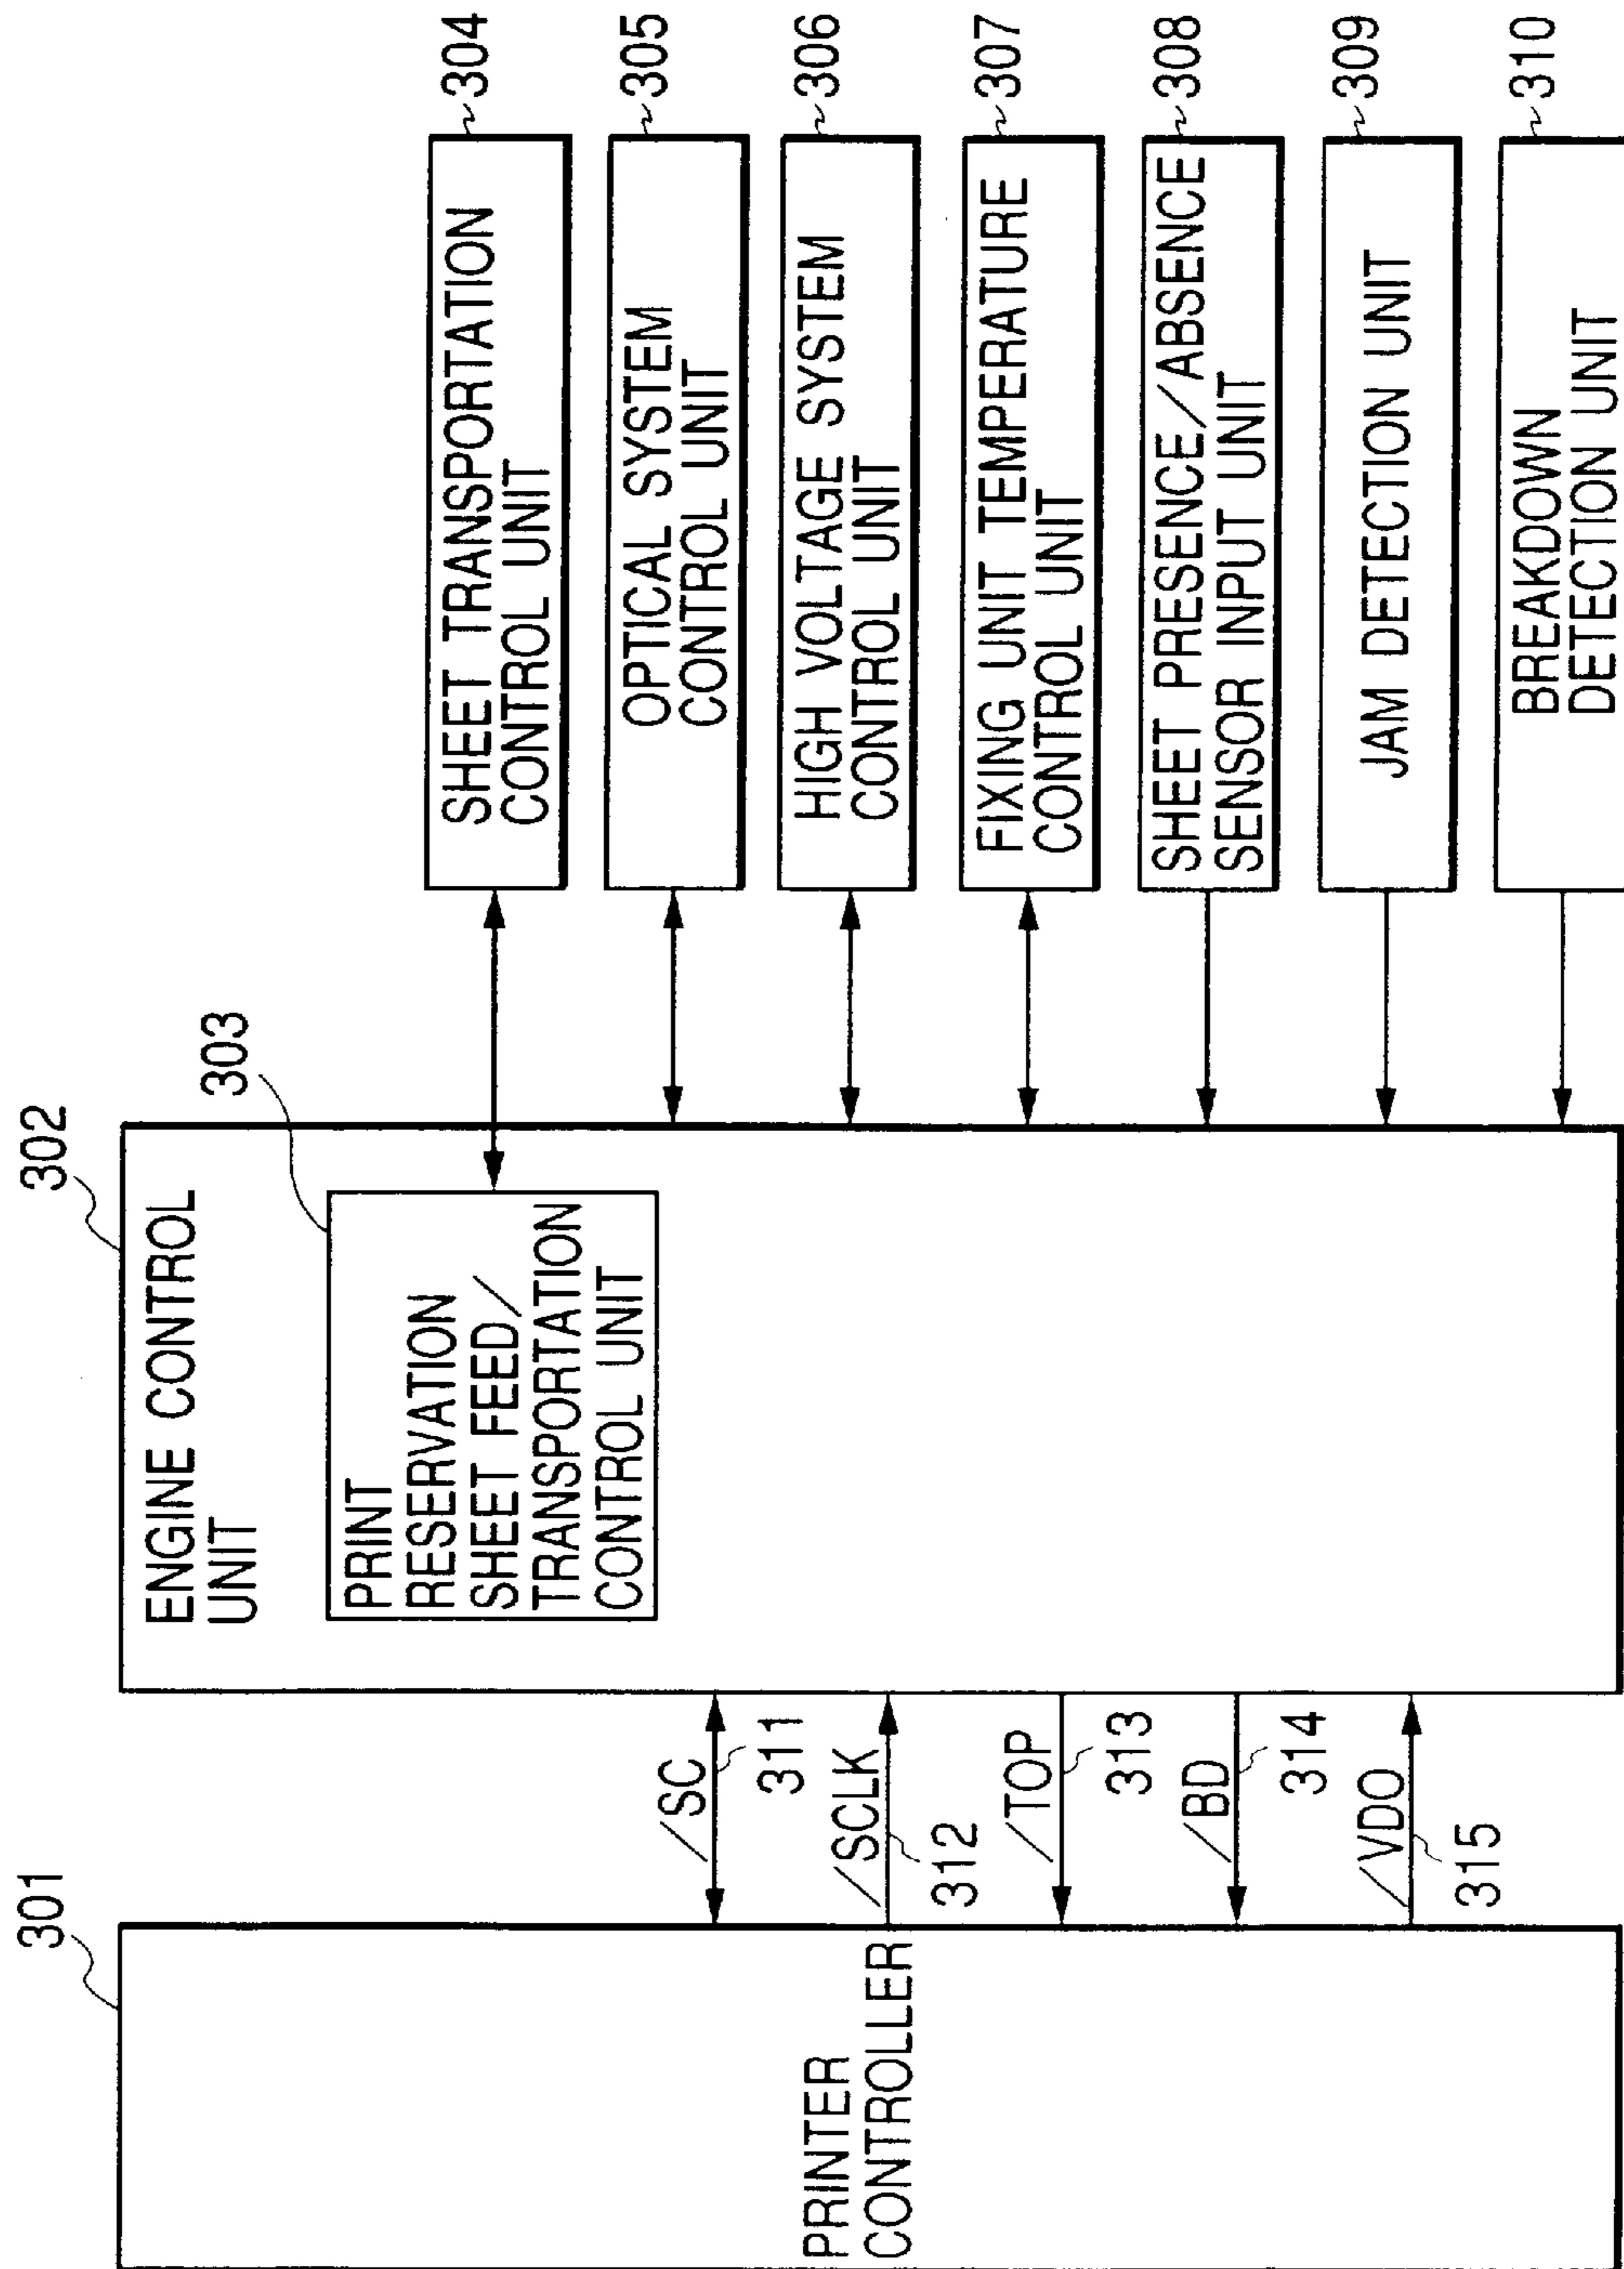 301
PRINTER
CONTROLLER
/SC
311
/SCLK
312
/TOP
313
/BD
314
/VDO
315
302
ENGINE CONTROL
UNIT
303
PRINT
RESERVATION
SHEET FEED/
TRANSPORTATION
CONTROL UNIT
SHEET TRANSPORTATION
CONTROL UNIT
304
OPTICAL SYSTEM
CONTROL UNIT
305
HIGH VOLTAGE SYSTEM
CONTROL UNIT
306
FIXING UNIT TEMPERATURE
CONTROL UNIT
307
SHEET PRESENCE/ABSENCE
SENSOR INPUT UNIT
308
JAM DETECTION UNIT
309
BREAKDOWN
DETECTION UNIT
310